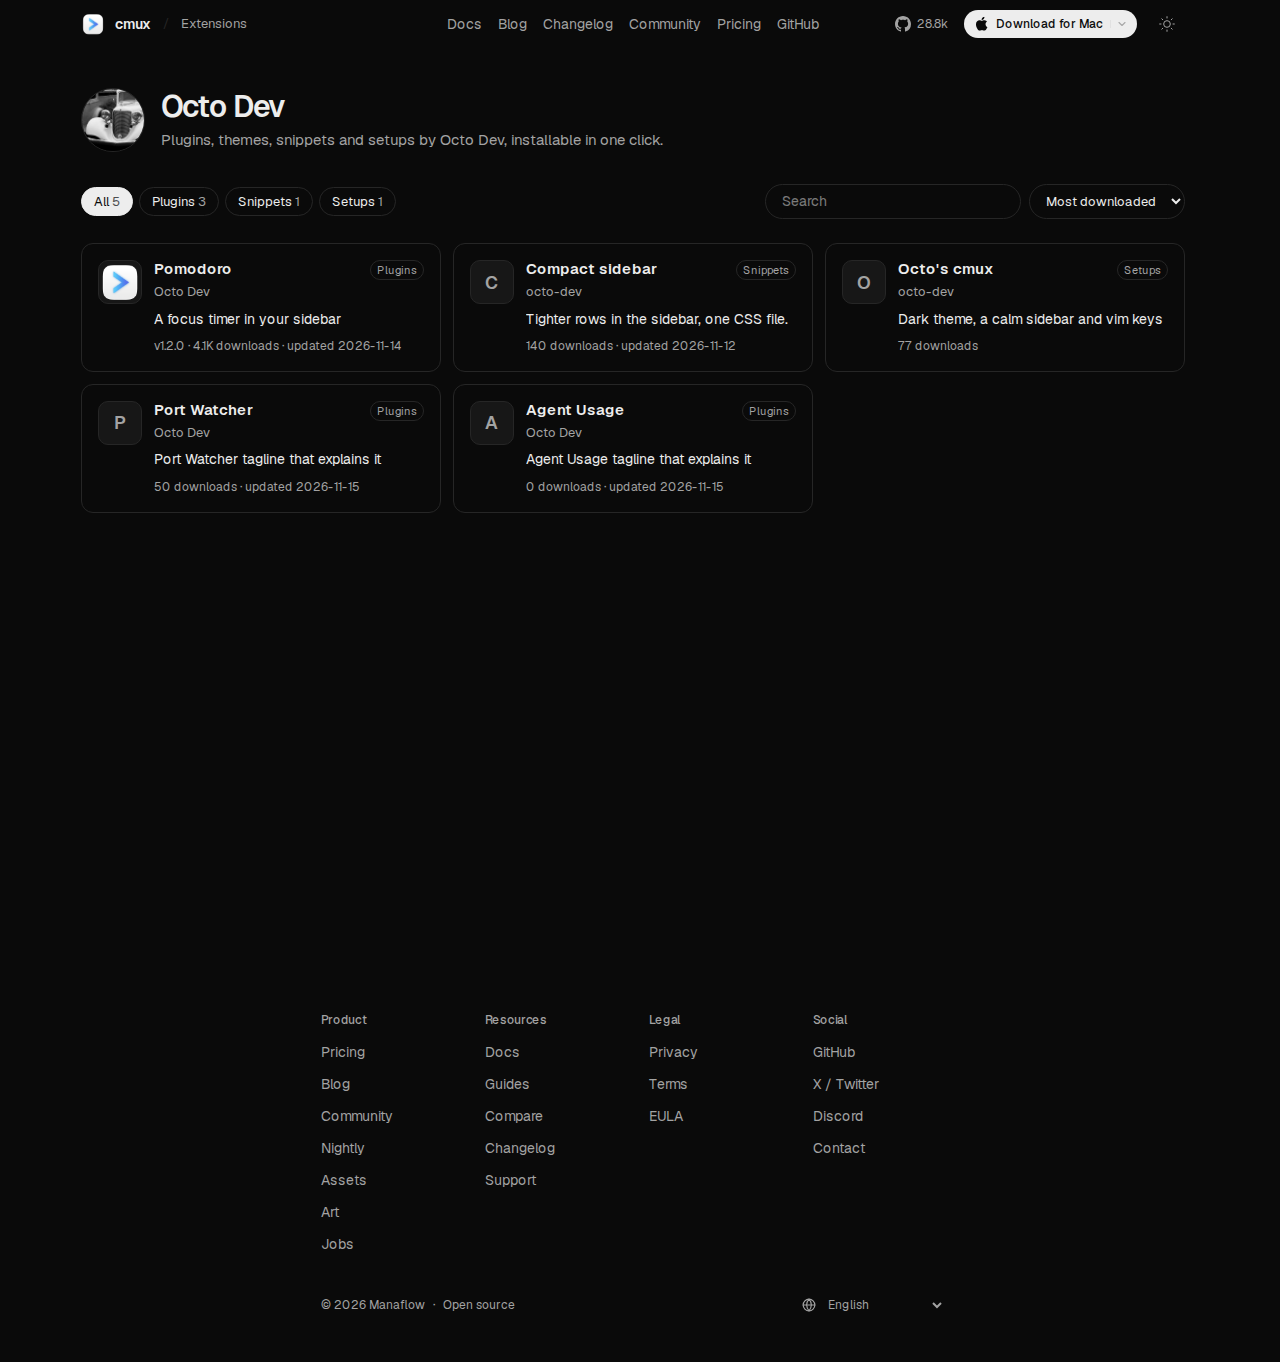 cmux / Extensions Docs Blog Changelog Community Pricing GitHub 28.8k Download for Mac
Octo Dev
Plugins, themes, snippets and setups by Octo Dev, installable in one click.
All 5 Plugins 3 Snippets 1 Setups 1 Search Most downloaded
Pomodoro Plugins
Octo Dev
A focus timer in your sidebar
v1.2.0 · 4.1K downloads · updated 2026-11-14
C
Compact sidebar Snippets
octo-dev
Tighter rows in the sidebar, one CSS file.
140 downloads · updated 2026-11-12
O
Octo's cmux Setups
octo-dev
Dark theme, a calm sidebar and vim keys
77 downloads
P
Port Watcher Plugins
Octo Dev
Port Watcher tagline that explains it
50 downloads · updated 2026-11-15
A
Agent Usage Plugins
Octo Dev
Agent Usage tagline that explains it
0 downloads · updated 2026-11-15
Product
Pricing
Blog
Community
Nightly
Assets
Art
Jobs
Resources
Docs
Guides
Compare
Changelog
Support
Legal
Privacy
Terms
EULA
Social
GitHub
X / Twitter
Discord
Contact
© 2026 Manaflow · Open source English